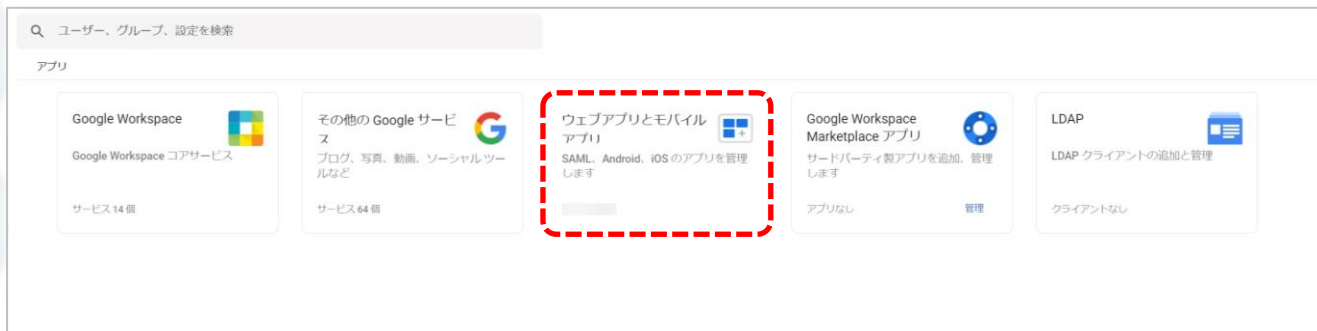 ユーザー、グループ、設定を検索
アプリ
Google Workspace
Google Workspace コアサービス
サービス 14 個
その他の Google サービ
ス
ブログ、写真、動画、ソーシャル ツー
ルなど
サービス 64 個
ウェブアプリとモバイル
アプリ
SAML、Android、iOS のアプリを管理
します
Google Workspace
Marketplace アプリ
サードパーティ製アプリを追加、管理
します
アプリなし
管理
LDAP
LDAP クライアントの追加と管理
クライアントなし